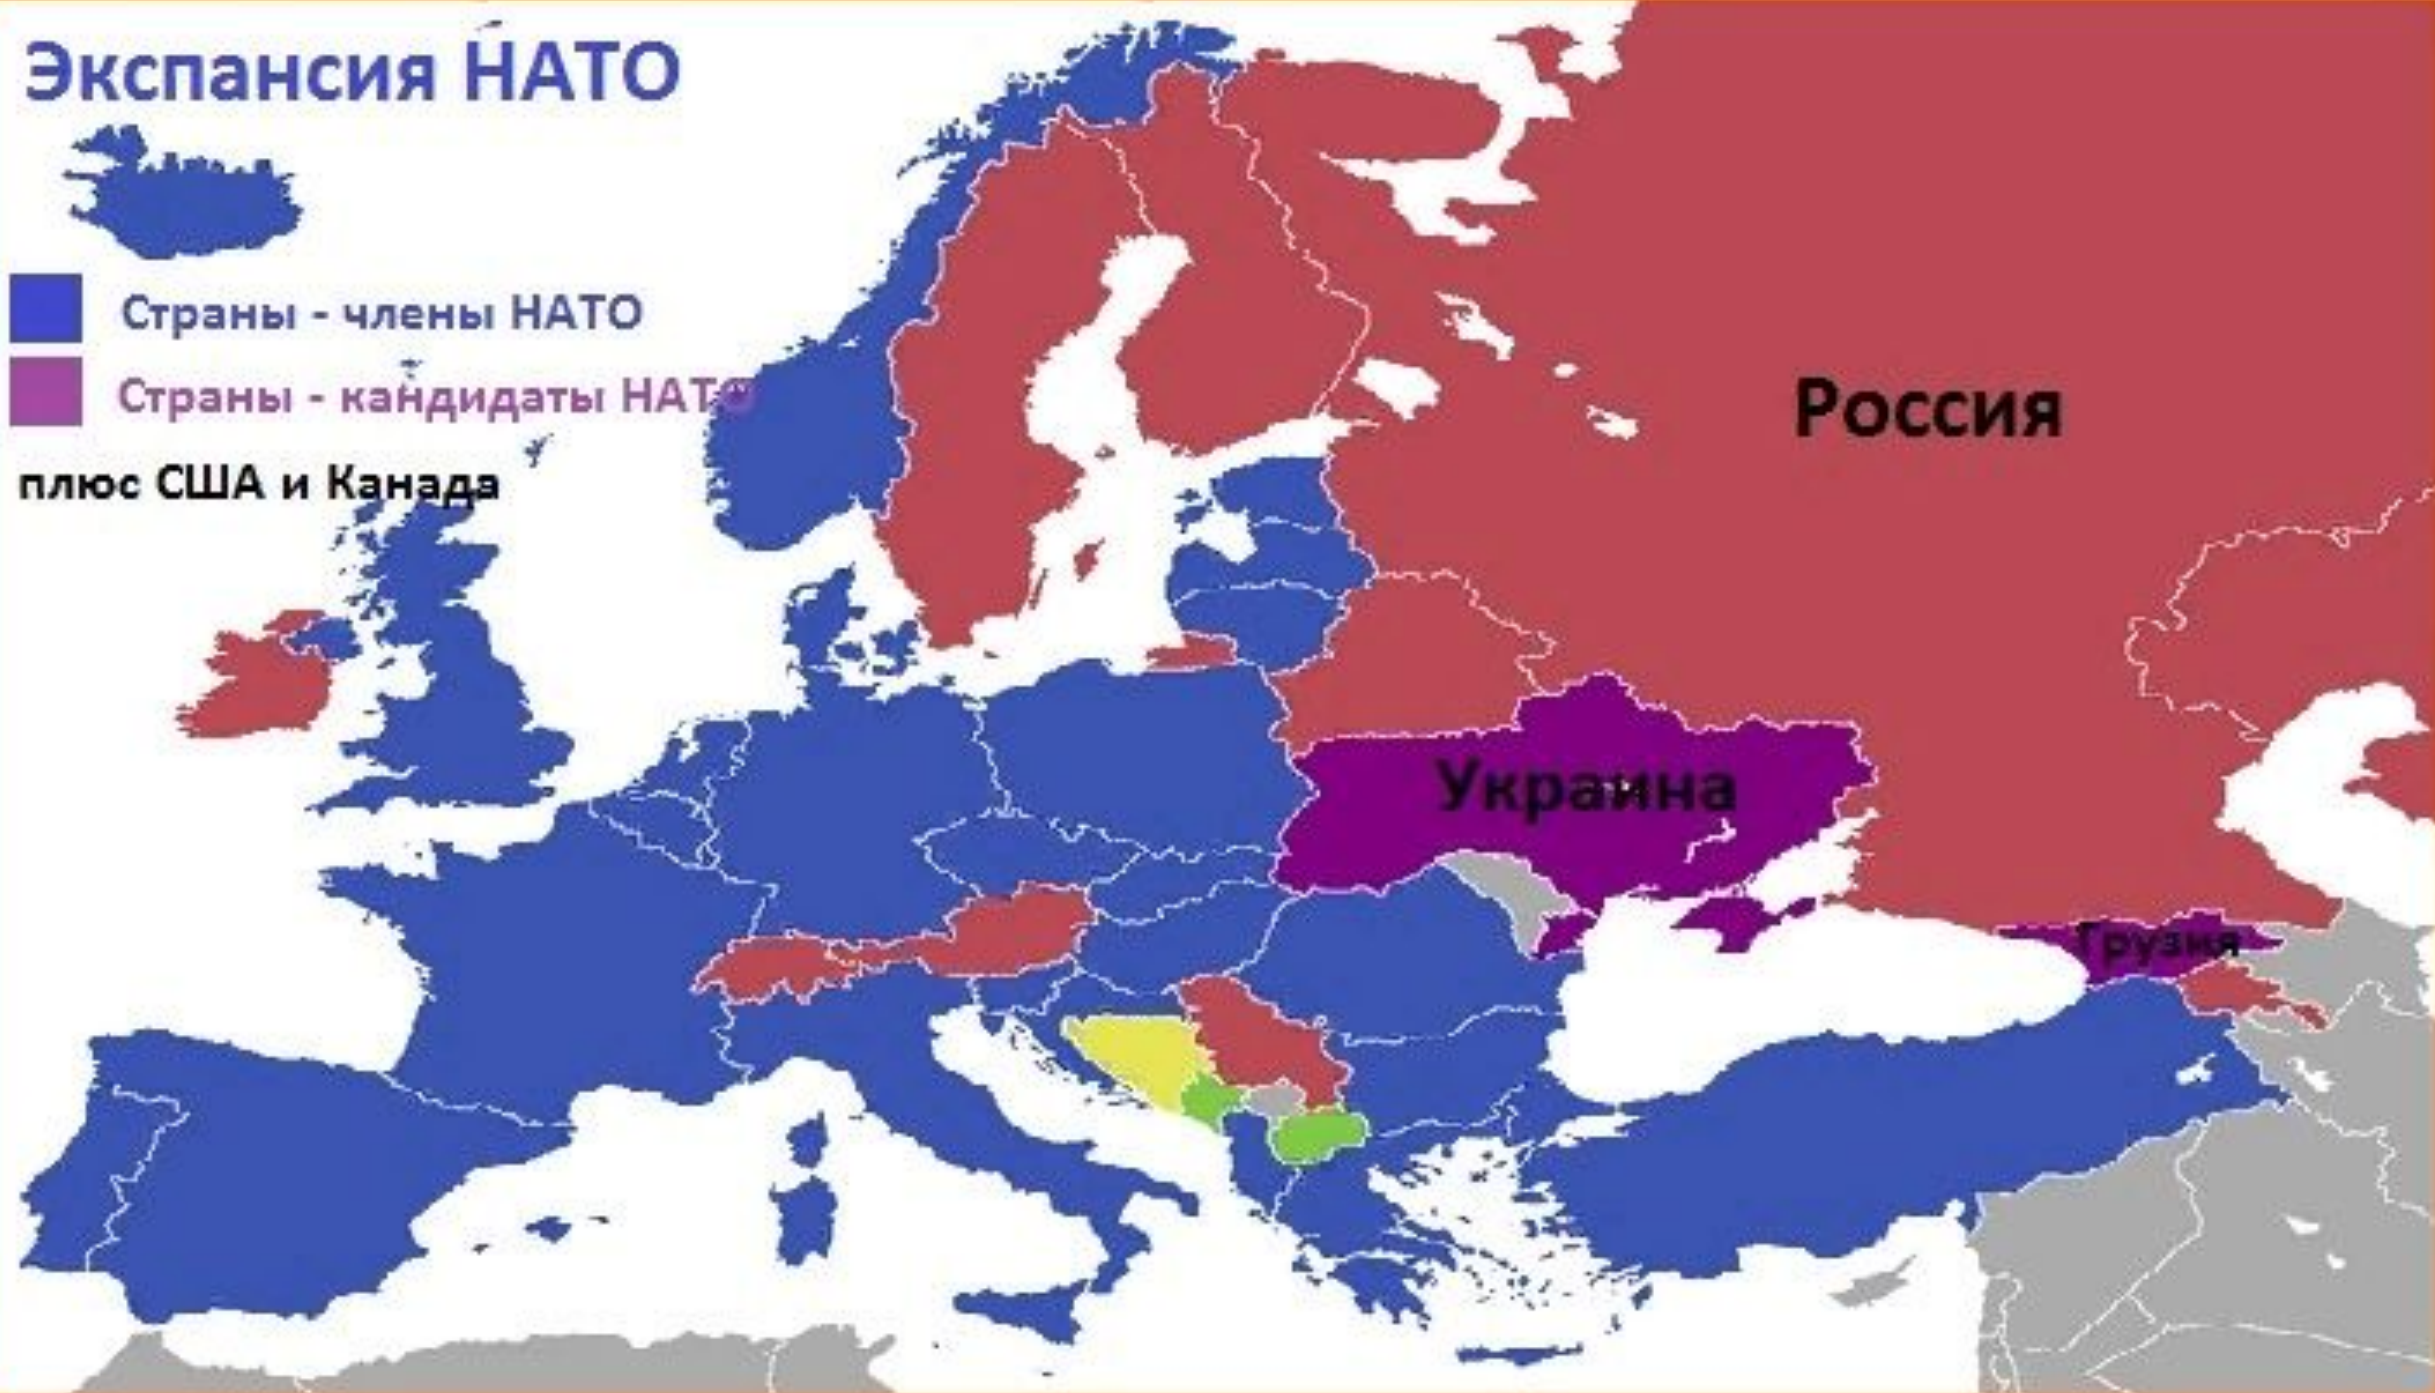 Экспансия НАТО
Страны - члены НАТО
Страны - кандидаты НАТО
плюс США и Канада
Россия
Украина
Грузия